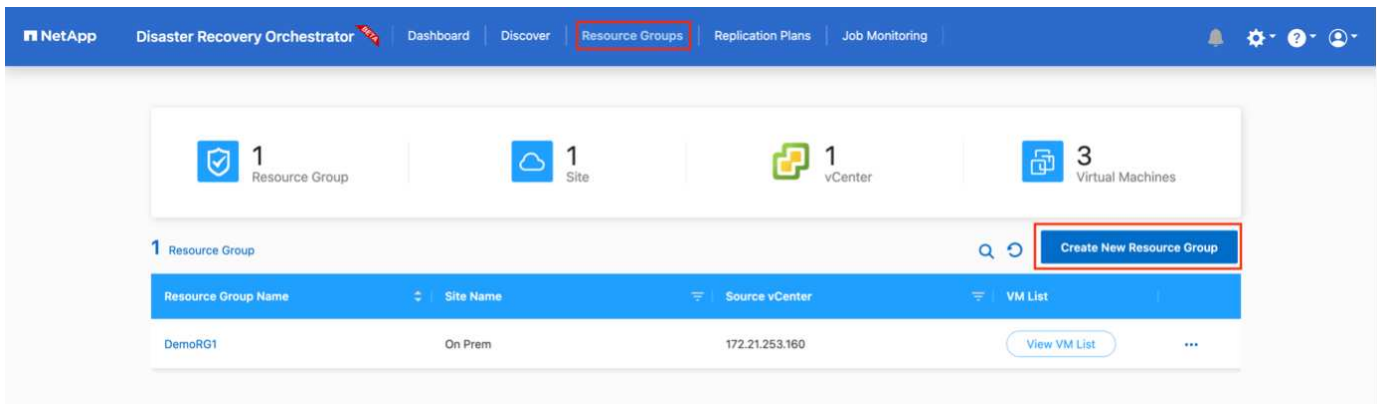 NetApp Disaster Recovery Orchestrator BETA Dashboard Discover Resource Groups Replication Plans Job Monitoring
1 Resource Group
1 Site
1 vCenter
3 Virtual Machines
1 Resource Group Create New Resource Group
Resource Group Name Site Name Source vCenter VM List
DemoRG1 On Prem 172.21.253.160 View VM List